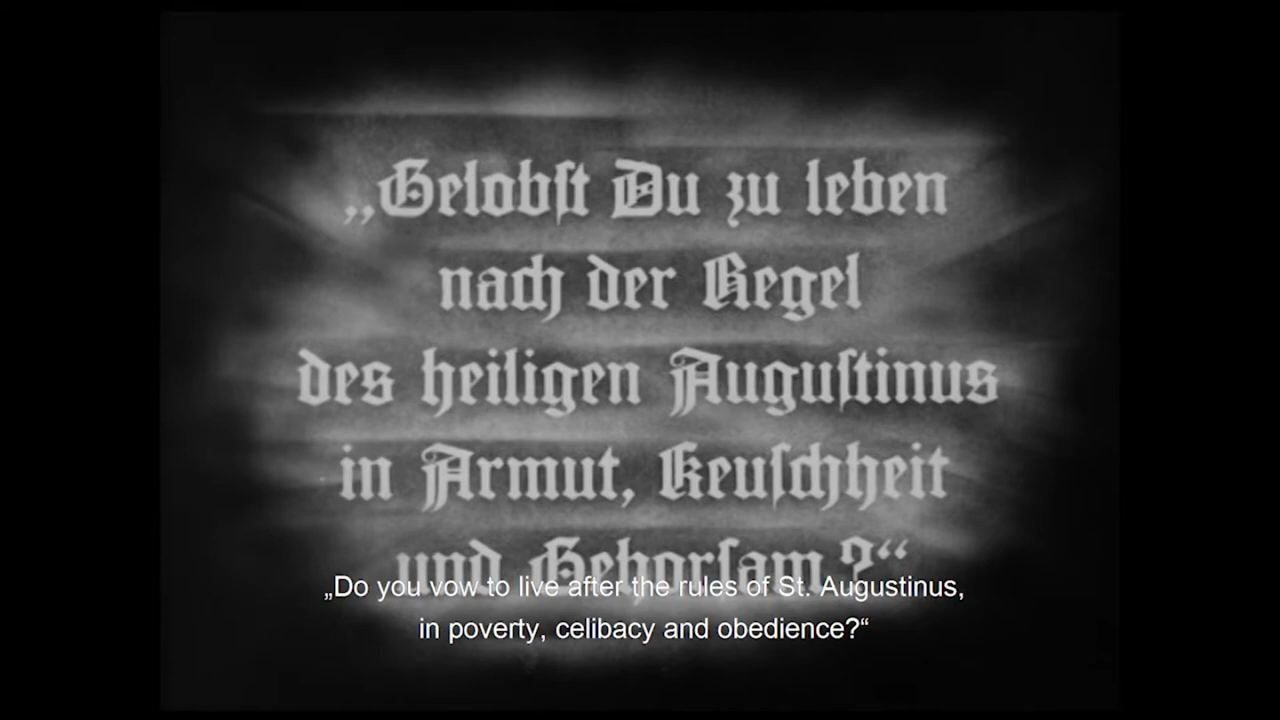 „Gelobſt Du zu leben
nach der Regel
des heiligen Auguſtinus
in Armut, Keuſchheit
und Gehorſam?“
„Do you vow to live after the rules of St. Augustinus,
in poverty, celibacy and obedience?“